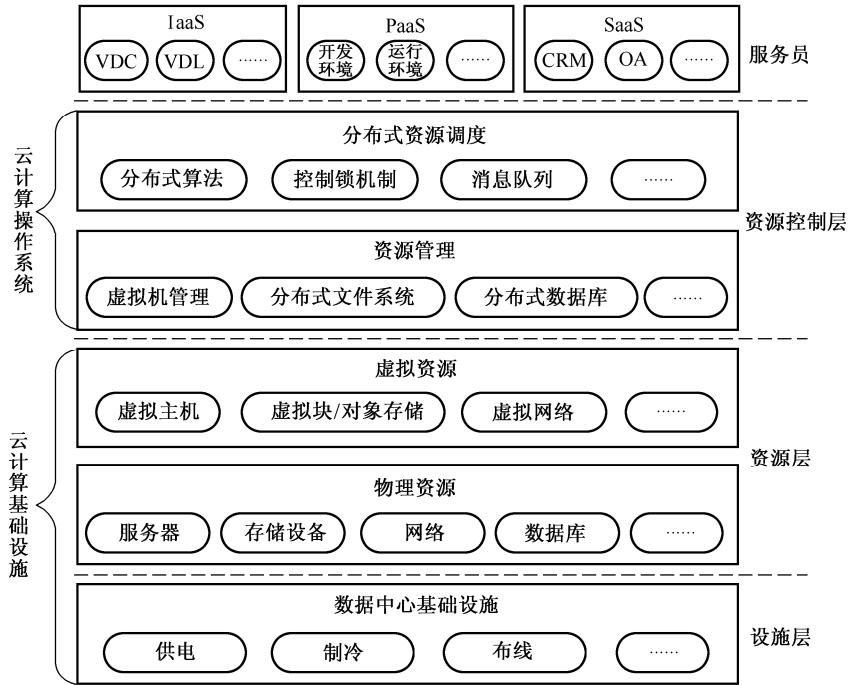 IaaS
VDC
VDL
……
PaaS
开发
环境
运行
环境
……
SaaS
CRM
OA
……
服务员
云计算操作系统
分布式资源调度
分布式算法
控制锁机制
消息队列
……
资源控制层
资源管理
虚拟机管理
分布式文件系统
分布式数据库
……
云计算基础设施
虚拟资源
虚拟主机
虚拟块/对象存储
虚拟网络
……
资源层
物理资源
服务器
存储设备
网络
数据库
……
数据中心基础设施
供电
制冷
布线
……
设施层